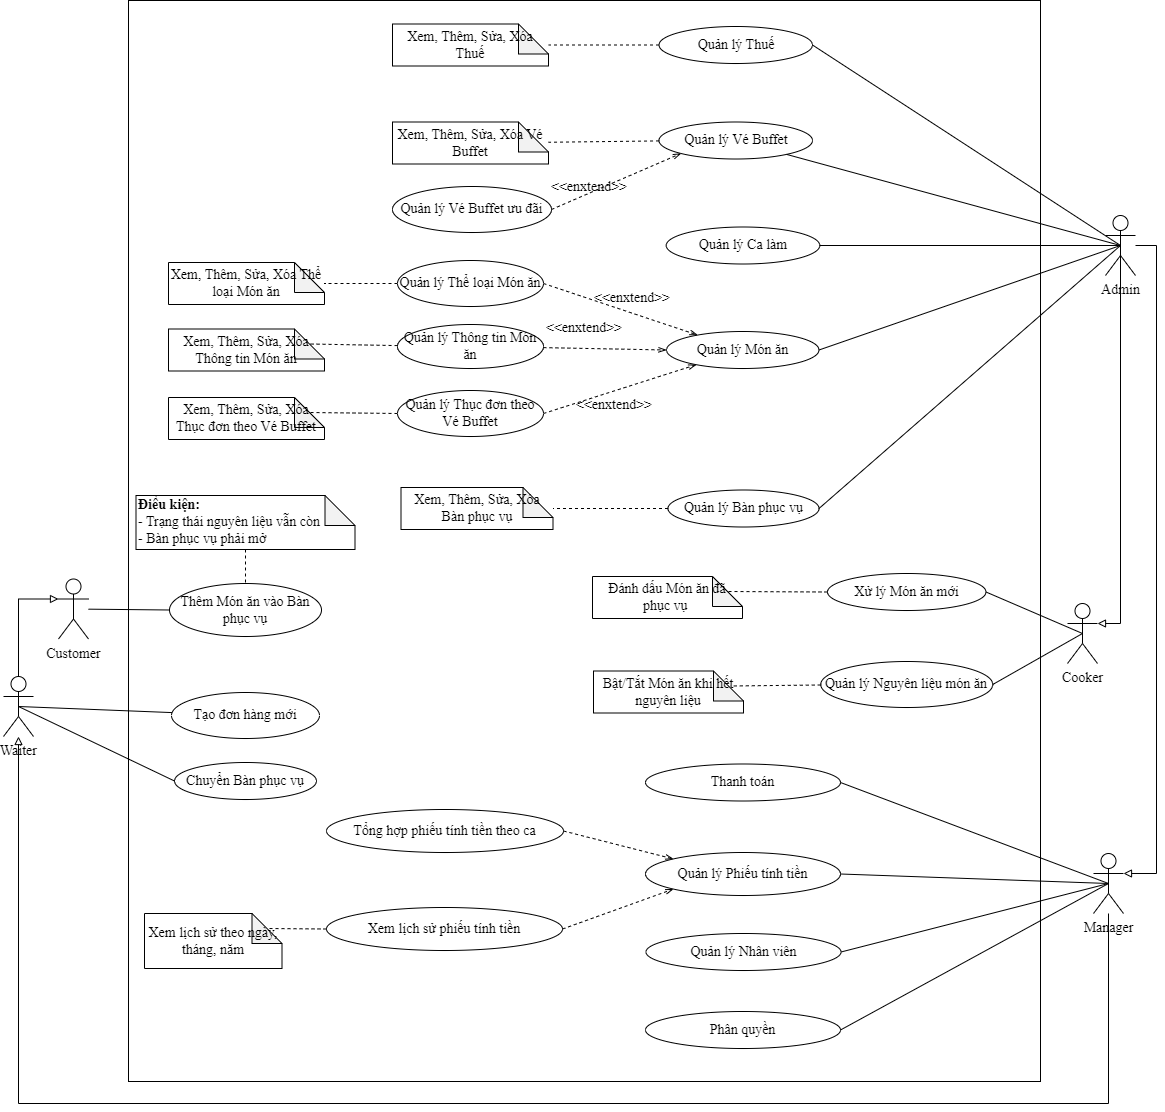 Xem, Thêm, Sửa, Xóa
Thuế
Quản lý Thuế
Xem, Thêm, Sửa, Xóa Vé
Buffet
Quản lý Vé Buffet
<<enxtend>>
Quản lý Vé Buffet ưu đãi
Quản lý Ca làm
Admin
Xem, Thêm, Sửa, Xóa Thể
loại Món ăn
Quản lý Thể loại Món ăn
<<enxtend>>
Xem, Thêm, Sửa, Xóa
Thông tin Món ăn
Quản lý Thông tin Món
ăn
<<enxtend>>
Quản lý Món ăn
Xem, Thêm, Sửa, Xóa
Thục đơn theo Vé Buffet
Quản lý Thục đơn theo
Vé Buffet
<<enxtend>>
Điều kiện:
- Trạng thái nguyên liệu vẫn còn
- Bàn phục vụ phải mở
Xem, Thêm, Sửa, Xóa
Bàn phục vụ
Quản lý Bàn phục vụ
Customer
Thêm Món ăn vào Bàn
phục vụ
Đánh dấu Món ăn đã
phục vụ
Xử lý Món ăn mới
Cooker
Bật/Tắt Món ăn khi hết
nguyên liệu
Quản lý Nguyên liệu món ăn
Waiter
Tạo đơn hàng mới
Chuyển Bàn phục vụ
Thanh toán
Tổng hợp phiếu tính tiền theo ca
Quản lý Phiếu tính tiền
Manager
Xem lịch sử theo ngày,
tháng, năm
Xem lịch sử phiếu tính tiền
Quản lý Nhân viên
Phân quyền